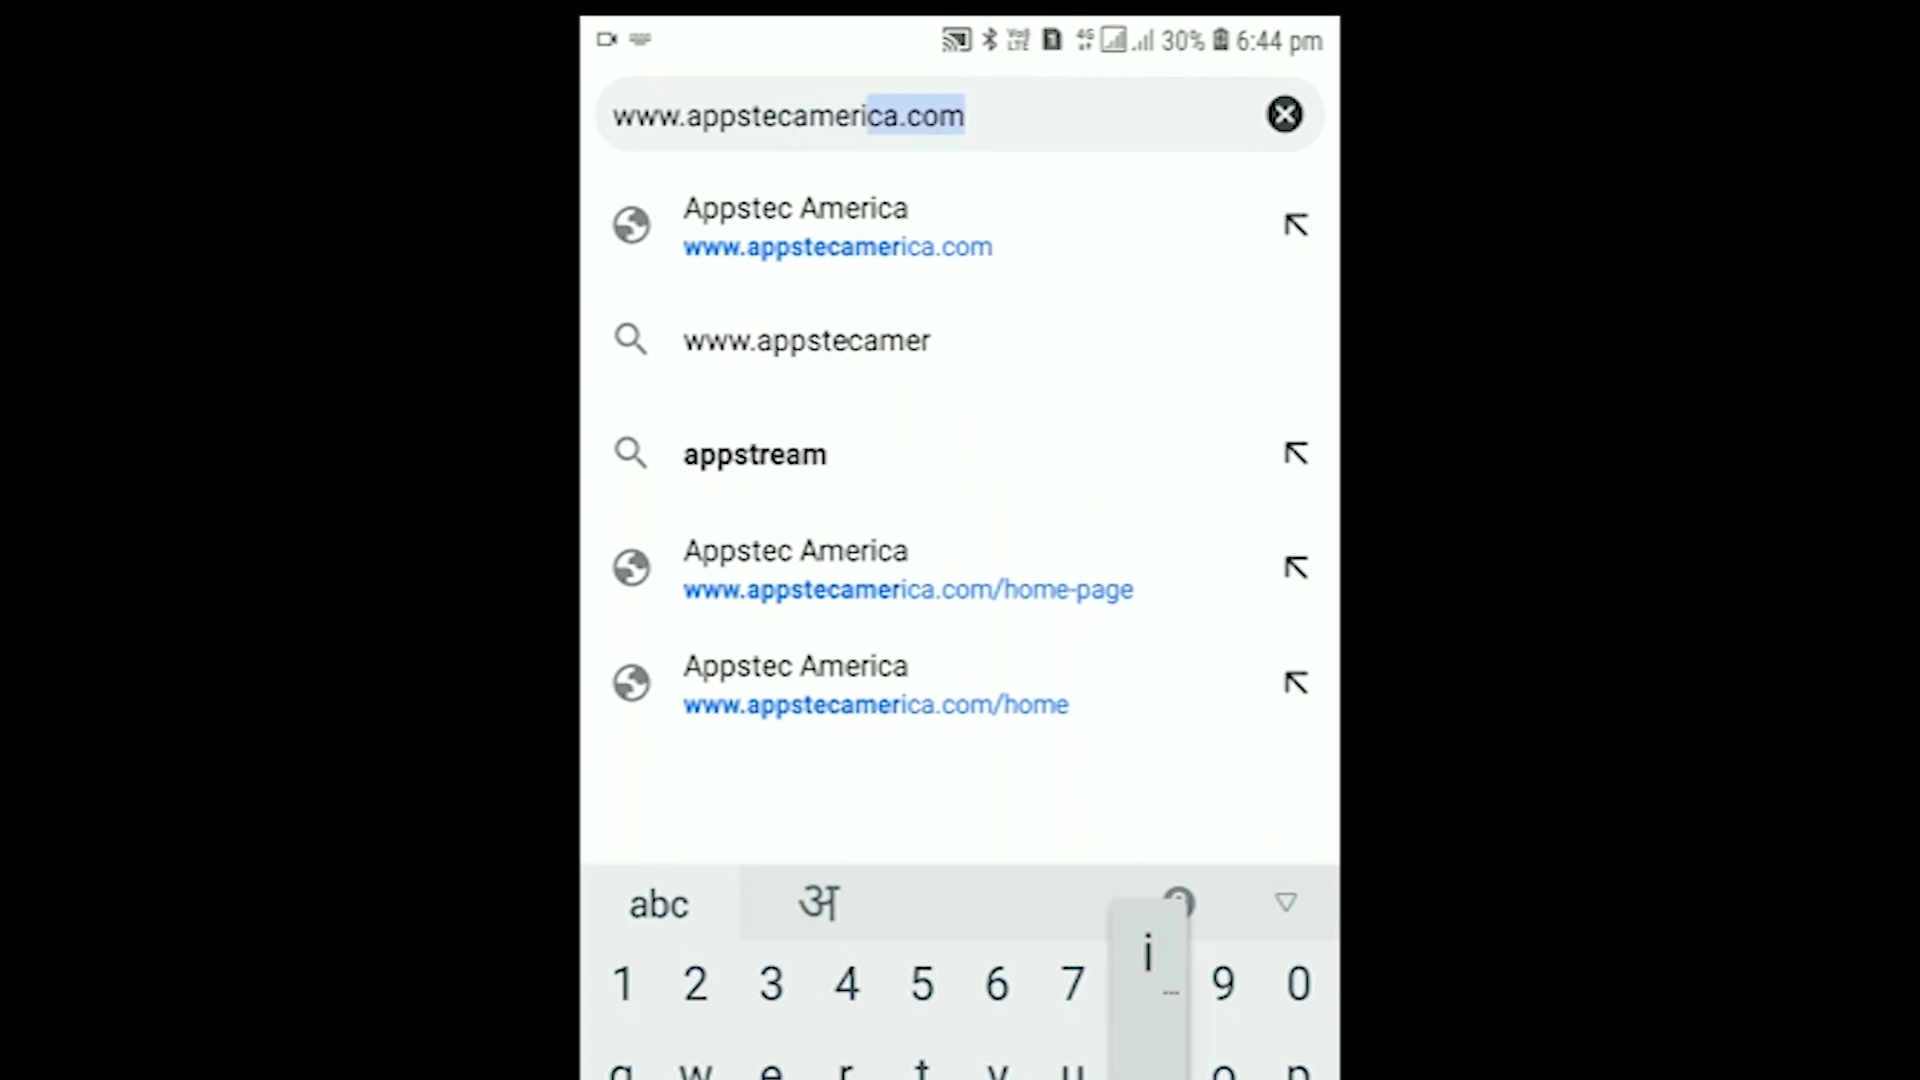 VoLTE 4G 30% 6:44 pm
www.appstecamerica.com
Appstec America
www.appstecamerica.com
www.appstecamer
appstream
Appstec America
www.appstecamerica.com/home-page
Appstec America
www.appstecamerica.com/home
abc अ
i
1 2 3 4 5 6 7 9 0
q w e r t y u o p